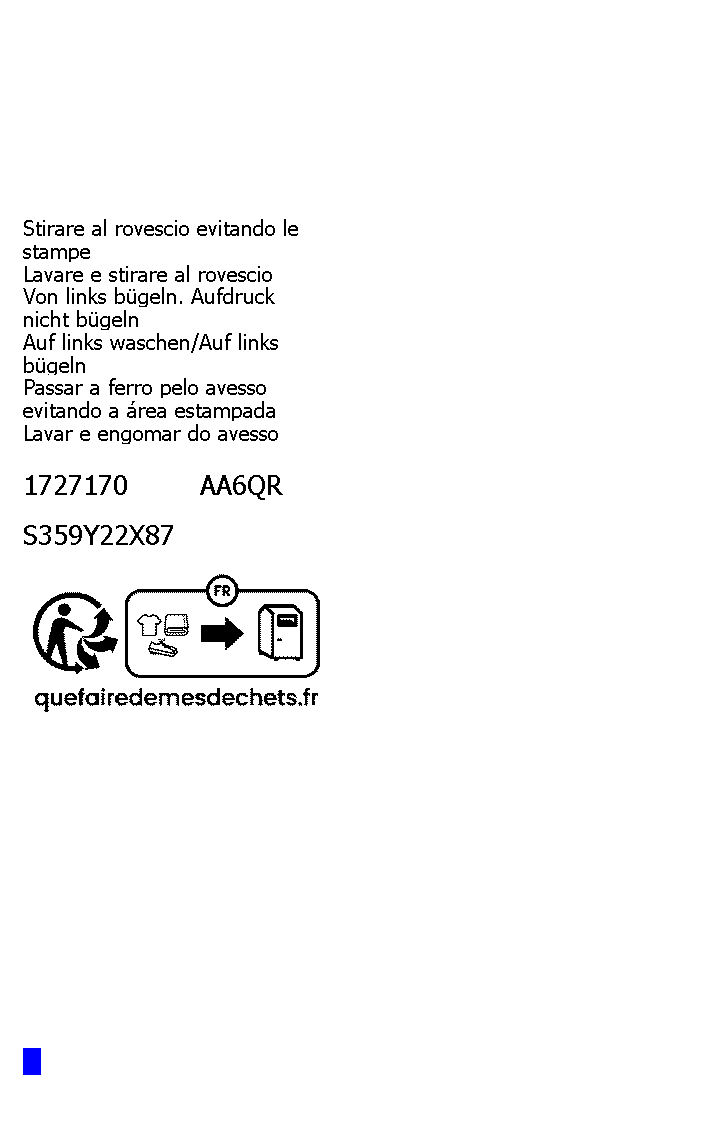 Stirare al rovescio evitando le
stampe
Lavare e stirare al rovescio
Von links bügeln. Aufdruck
nicht bügeln
Auf links waschen/Auf links
bügeln
Passar a ferro pelo avesso
evitando a área estampada
Lavar e engomar do avesso
1727170 AA6QR
S359Y22X87
FR
quefairedemesdechets.fr